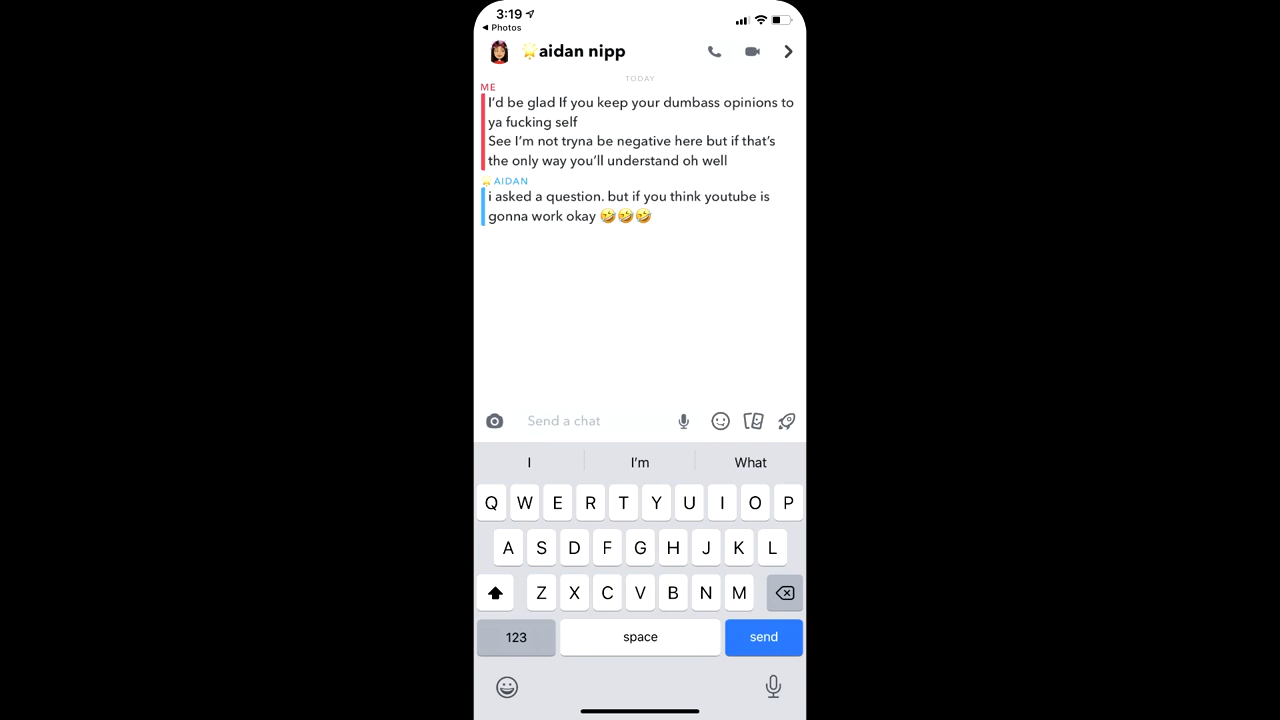 3:19
◀ Photos
🌟aidan nipp
TODAY
ME
I'd be glad If you keep your dumbass opinions to
ya fucking self
See I'm not tryna be negative here but if that's
the only way you'll understand oh well
🌟 AIDAN
i asked a question. but if you think youtube is
gonna work okay 🤣🤣🤣
Send a chat
I I'm What
Q W E R T Y U I O P
A S D F G H J K L
Z X C V B N M
123 space send